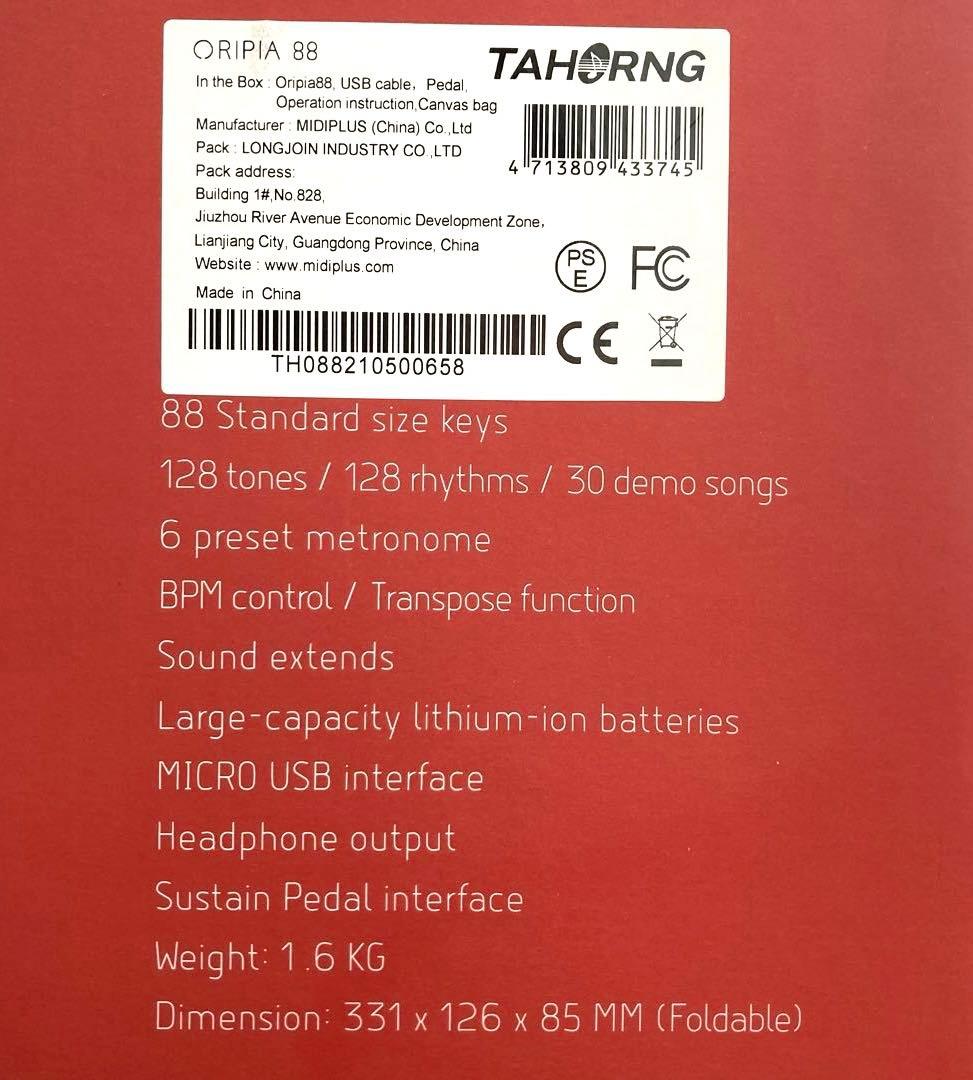 ORIPIA 88
TAHORNG
In the Box : Oripia88, USB cable, Pedal,
Operation instruction,Canvas bag
Manufacturer : MIDIPLUS (China) Co.,Ltd
Pack : LONGJOIN INDUSTRY CO.,LTD
4 713809 433745
Pack address:
Building 1#,No.828,
Jiuzhou River Avenue Economic Development Zone,
Lianjiang City, Guangdong Province, China
Website : www.midiplus.com
PS
E
FC
Made in China
CE
TH088210500658
88 Standard size keys
128 tones / 128 rhythms / 30 demo songs
6 preset metronome
BPM control / Transpose function
Sound extends
Large-capacity lithium-ion batteries
MICRO USB interface
Headphone output
Sustain Pedal interface
Weight: 1.6 KG
Dimension: 331 x 126 x 85 MM (Foldable)